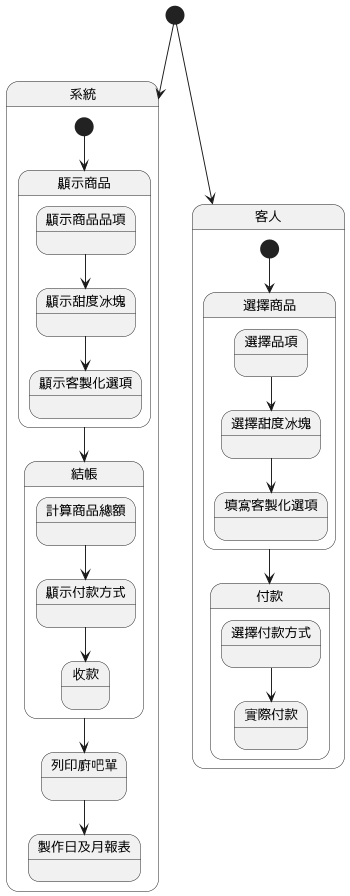 系統
顯示商品
顯示商品品項
顯示甜度冰塊
顯示客製化選項
結帳
計算商品總額
顯示付款方式
收款
列印廚吧單
製作日及月報表
客人
選擇商品
選擇品項
選擇甜度冰塊
填寫客製化選項
付款
選擇付款方式
實際付款